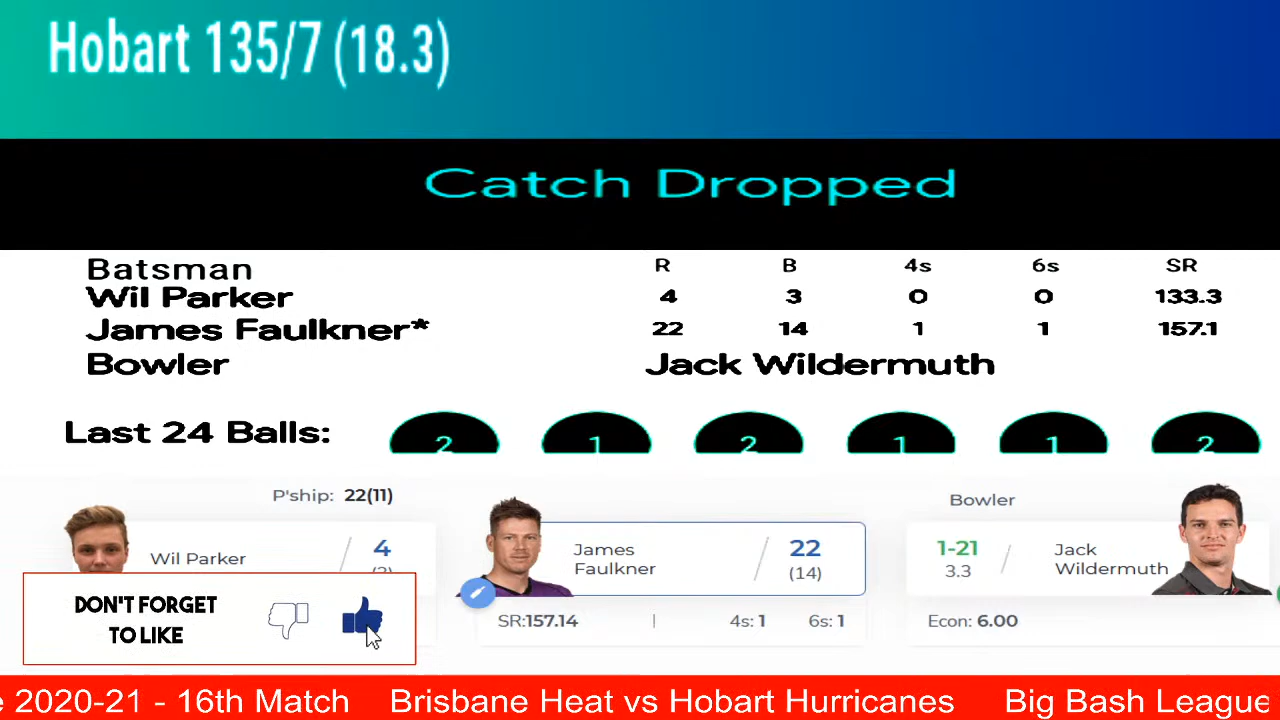 Hobart 135/7 (18.3)
Catch Dropped
Batsman R B 4s 6s SR
Wil Parker 4 3 0 0 133.3
James Faulkner* 22 14 1 1 157.1
Bowler Jack Wildermuth
Last 24 Balls: 2 1 2 1 1 2
P'ship: 22(11)
Wil Parker 4
James Faulkner 22
(14)
SR:157.14 4s: 1 6s: 1
Bowler
1-21 Jack Wildermuth
3.3
Econ: 6.00
DON'T FORGET
TO LIKE
e 2020-21 - 16th Match Brisbane Heat vs Hobart Hurricanes Big Bash League